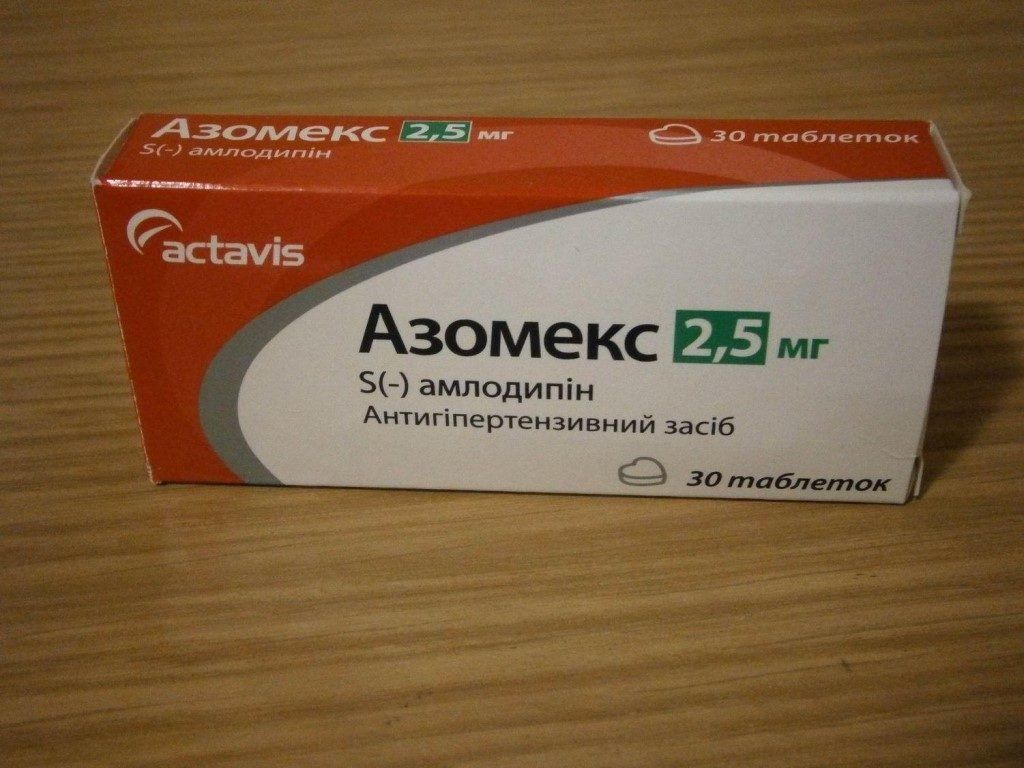 Азомекс 2,5 мг
30 таблеток
S(-) амлодипін
actavis
Азомекс 2,5 мг
S(-) амлодипін
Антигіпертензивний засіб
30 таблеток